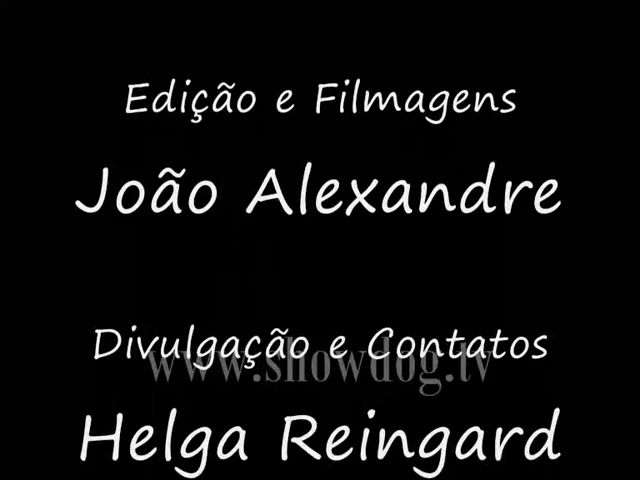 Edição e Filmagens
João Alexandre
Divulgação e Contatos
www.showdog.tv
Helga Reingard